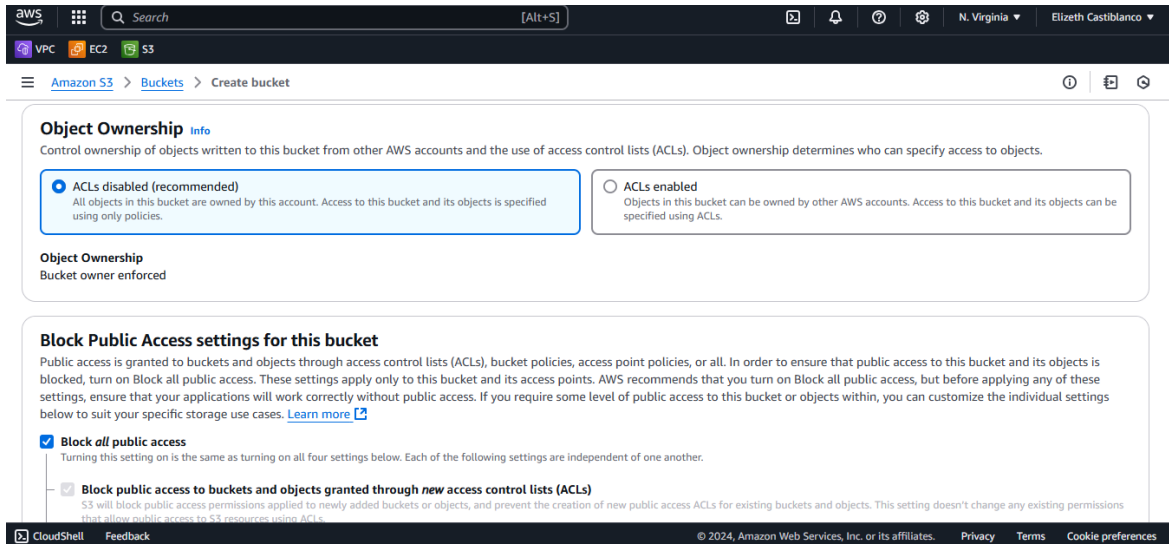 aws
Search [Alt+S]
N. Virginia ▼ Elizeth Castiblanco ▼
VPC EC2 S3
Amazon S3 > Buckets > Create bucket
Object Ownership Info
Control ownership of objects written to this bucket from other AWS accounts and the use of access control lists (ACLs). Object ownership determines who can specify access to objects.
ACLs disabled (recommended)
All objects in this bucket are owned by this account. Access to this bucket and its objects is specified
using only policies.
ACLs enabled
Objects in this bucket can be owned by other AWS accounts. Access to this bucket and its objects can be
specified using ACLs.
Object Ownership
Bucket owner enforced
Block Public Access settings for this bucket
Public access is granted to buckets and objects through access control lists (ACLs), bucket policies, access point policies, or all. In order to ensure that public access to this bucket and its objects is
blocked, turn on Block all public access. These settings apply only to this bucket and its access points. AWS recommends that you turn on Block all public access, but before applying any of these
settings, ensure that your applications will work correctly without public access. If you require some level of public access to this bucket or objects within, you can customize the individual settings
below to suit your specific storage use cases. Learn more
Block all public access
Turning this setting on is the same as turning on all four settings below. Each of the following settings are independent of one another.
Block public access to buckets and objects granted through new access control lists (ACLs)
S3 will block public access permissions applied to newly added buckets or objects, and prevent the creation of new public access ACLs for existing buckets and objects. This setting doesn't change any existing permissions
that allow public access to S3 resources using ACLs.
CloudShell Feedback © 2024, Amazon Web Services, Inc. or its affiliates. Privacy Terms Cookie preferences